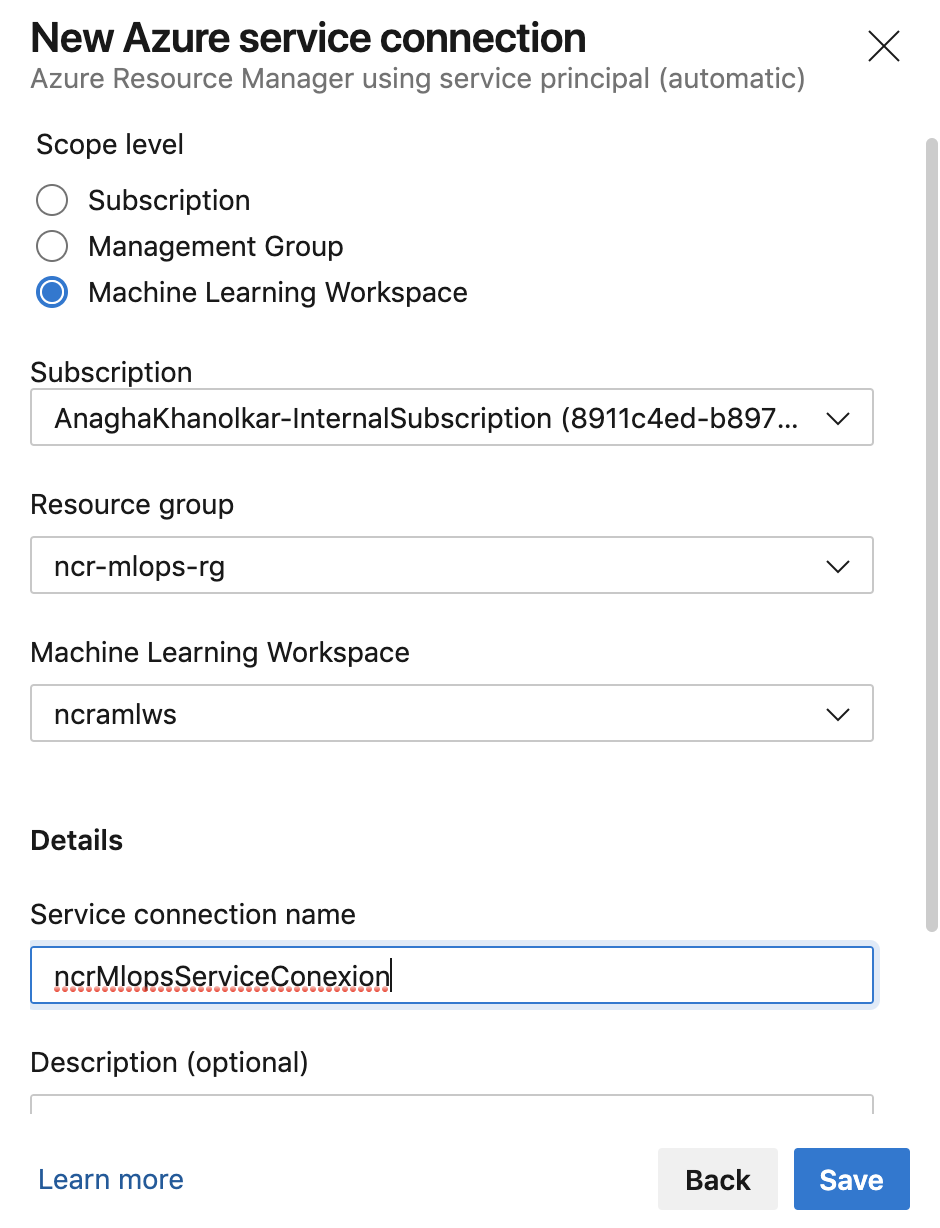 New Azure service connection
Azure Resource Manager using service principal (automatic)
Scope level
Subscription
Management Group
Machine Learning Workspace
Subscription
AnaghaKhanolkar-InternalSubscription (8911c4ed-b897...
Resource group
ncr-mlops-rg
Machine Learning Workspace
ncramlws
Details
Service connection name
ncrMlopsServiceConexion
Description (optional)
Learn more
Back
Save